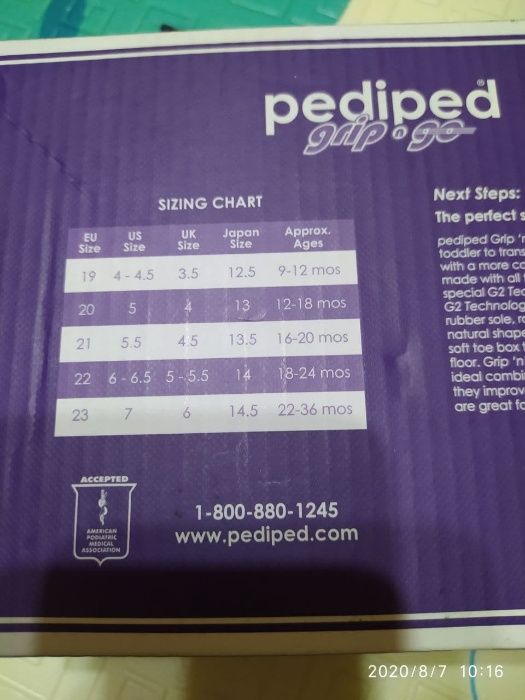 pediped®
grip n go
SIZING CHART
EU Size US Size UK Size Japan Size Approx. Ages
19 4 - 4.5 3.5 12.5 9-12 mos
20 5 4 13 12-18 mos
21 5.5 4.5 13.5 16-20 mos
22 6 - 6.5 5 - 5.5 14 18-24 mos
23 7 6 14.5 22-36 mos
ACCEPTED
AMERICAN
PODIATRIC
MEDICAL
ASSOCIATION
1-800-880-1245
www.pediped.com
Next Steps:
The perfect s
pediped Grip 'n
toddler to trans
with a more co
made with all
special G2 Tec
G2 Technolog
rubber sole, ro
natural shape
soft toe box
floor. Grip 'n
ideal combi
they improv
are great fo
2020/8/7 10:16